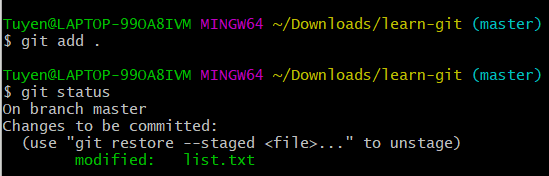 Tuyen@LAPTOP-99OA8IVM MINGW64 ~/Downloads/learn-git (master)
$ git add .
Tuyen@LAPTOP-99OA8IVM MINGW64 ~/Downloads/learn-git (master)
$ git status
On branch master
Changes to be committed:
  (use "git restore --staged <file>..." to unstage)
        modified:   list.txt